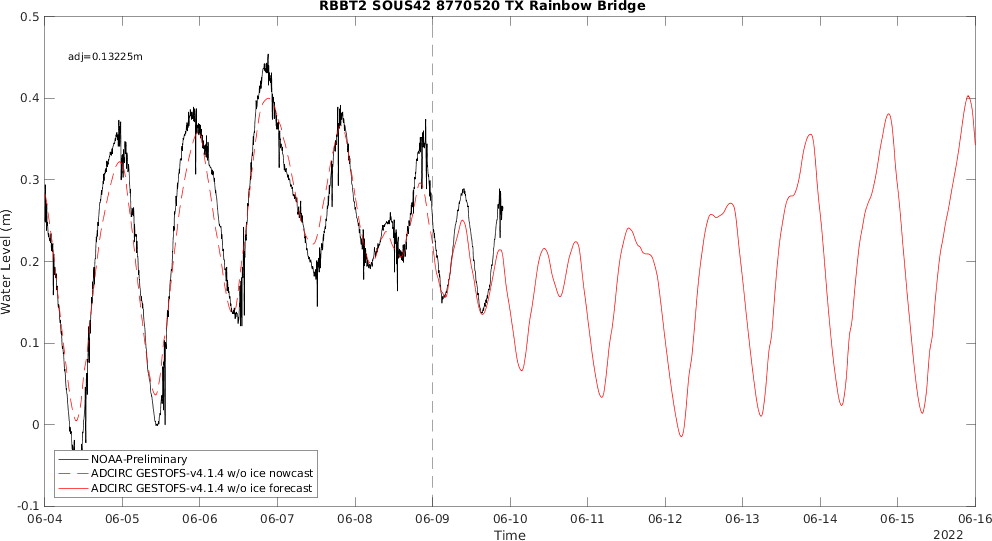 RBBT2 SOUS42 8770520 TX Rainbow Bridge
0.5
adj=0.13225m
0.4
0.3
0.2
0.1
0
-0.1
Water Level (m)
NOAA-Preliminary
ADCIRC GESTOFS-v4.1.4 w/o ice nowcast
ADCIRC GESTOFS-v4.1.4 w/o ice forecast
06-04 06-05 06-06 06-07 06-08 06-09 06-10 06-11 06-12 06-13 06-14 06-15 06-16
Time
2022